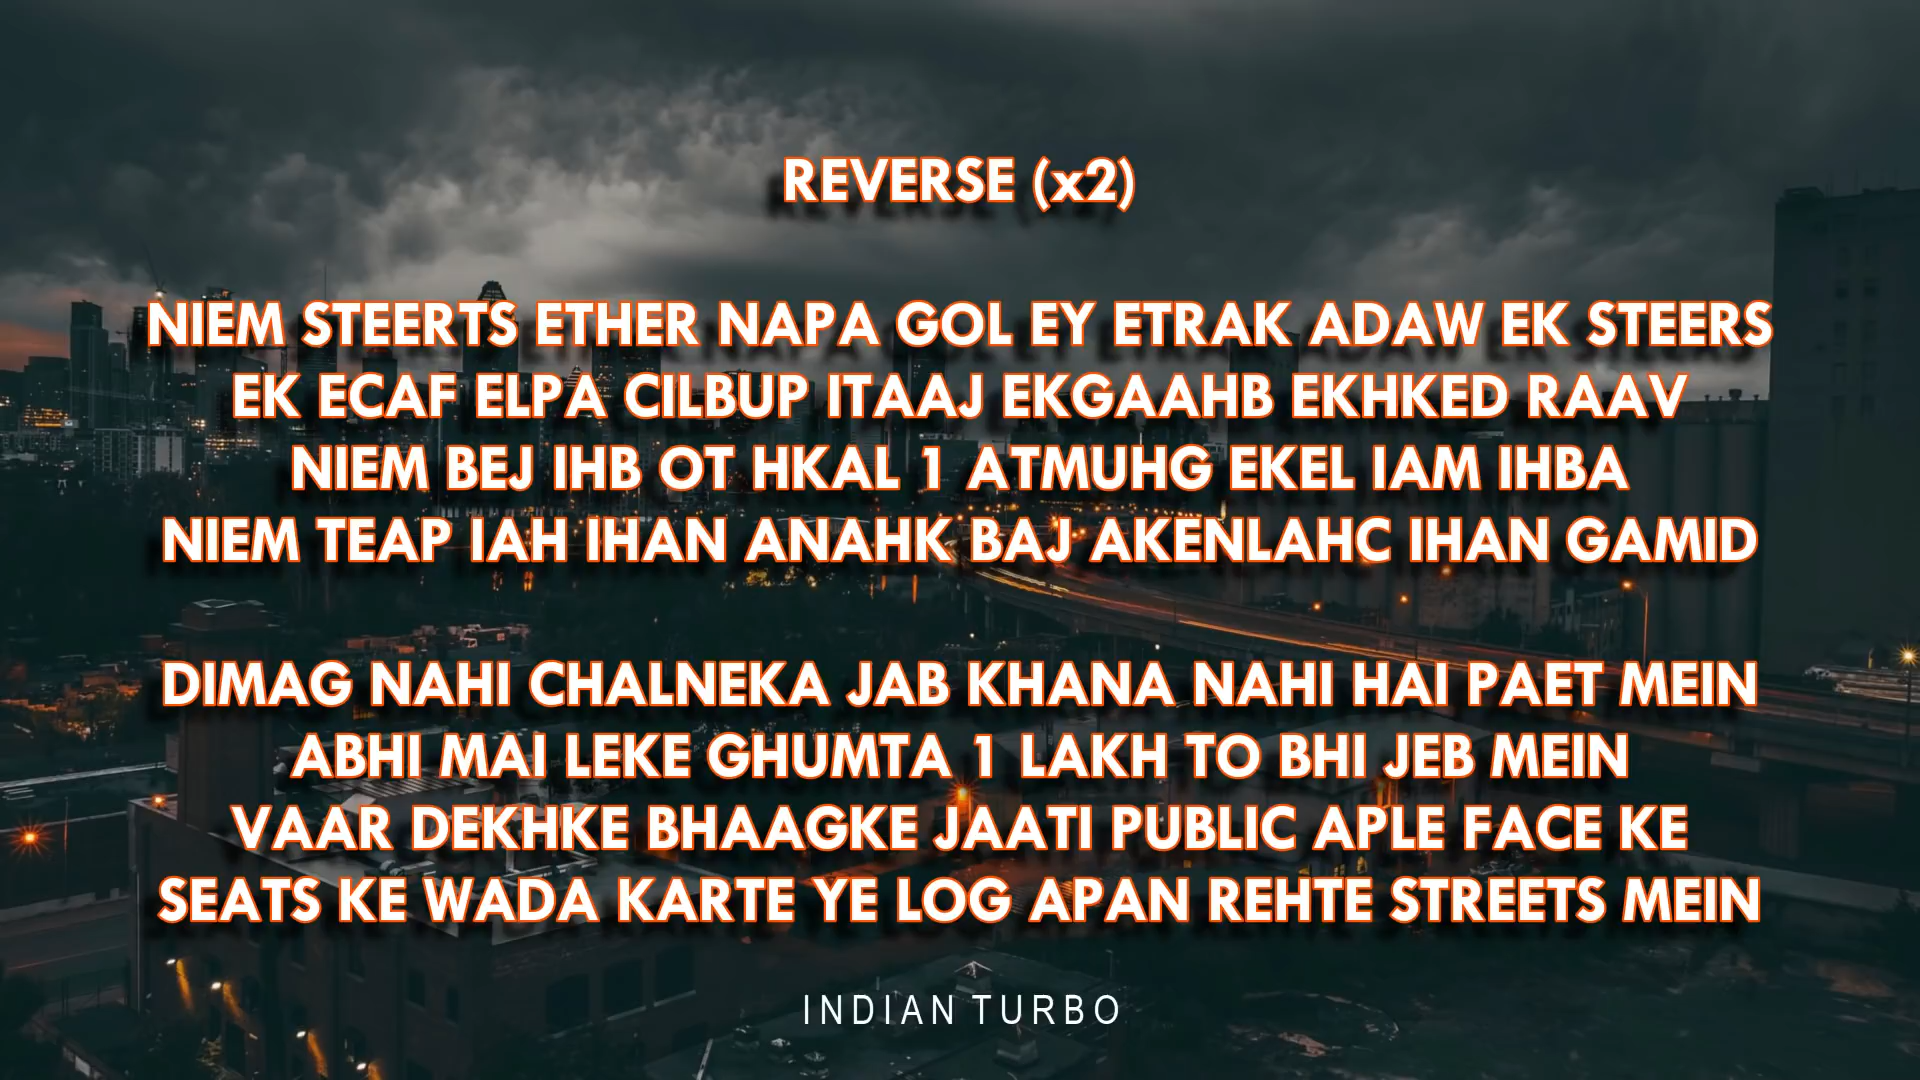 REVERSE (x2)
NIEM STEERTS ETHER NAPA GOL EY ETRAK ADAW EK STEERS
EK ECAF ELPA CILBUP ITAAJ EKGAAHB EKHKED RAAV
NIEM BEJ IHB OT HKAL 1 ATMUHG EKEL IAM IHBA
NIEM TEAP IAH IHAN ANAHK BAJ AKENLAHC IHAN GAMID
DIMAG NAHI CHALNEKA JAB KHANA NAHI HAI PAET MEIN
ABHI MAI LEKE GHUMTA 1 LAKH TO BHI JEB MEIN
VAAR DEKHKE BHAAGKE JAATI PUBLIC APLE FACE KE
SEATS KE WADA KARTE YE LOG APAN REHTE STREETS MEIN
INDIAN TURBO